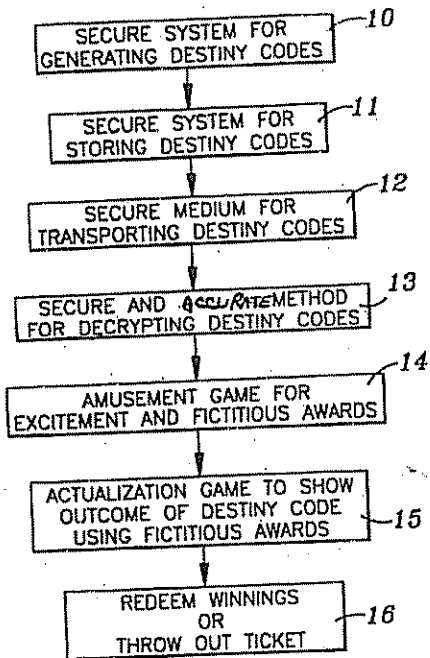 SECURE SYSTEM FOR
GENERATING DESTINY CODES
10
SECURE SYSTEM FOR
STORING DESTINY CODES
11
SECURE MEDIUM FOR
TRANSPORTING DESTINY CODES
12
SECURE AND ACCURATE METHOD
FOR DECRYPTING DESTINY CODES
13
AMUSEMENT GAME FOR
EXCITEMENT AND FICTITIOUS AWARDS
14
ACTUALIZATION GAME TO SHOW
OUTCOME OF DESTINY CODE
USING FICTITIOUS AWARDS
15
REDEEM WINNINGS
OR
THROW OUT TICKET
16